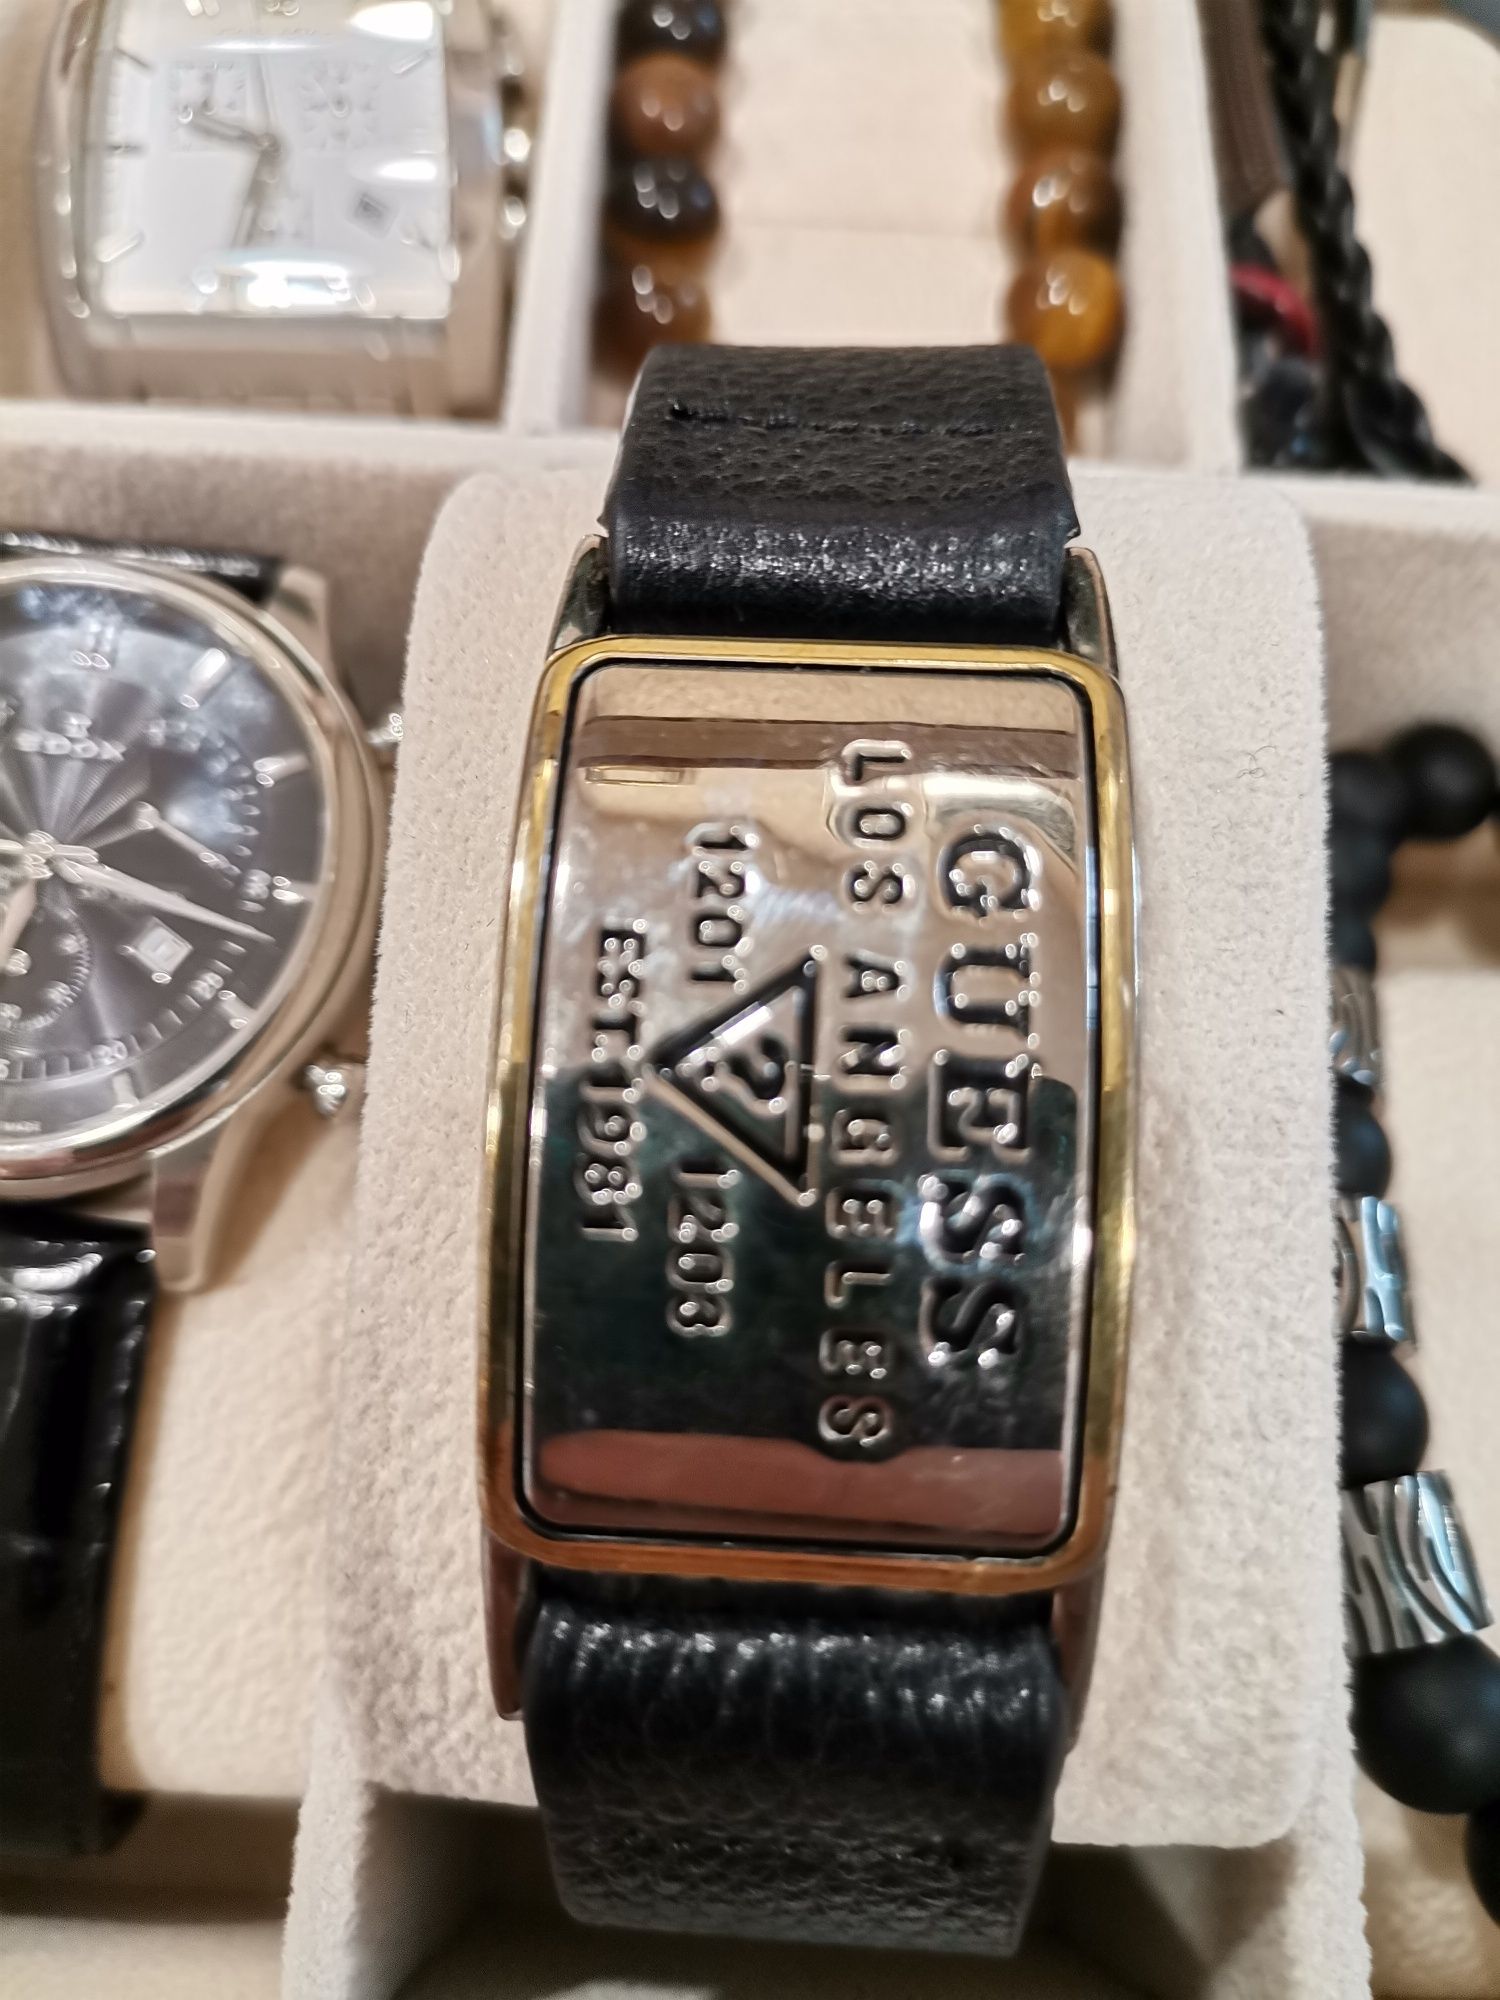 GUESS
LOS ANGELES
1201 ? 1203
EST.1981
EDOX